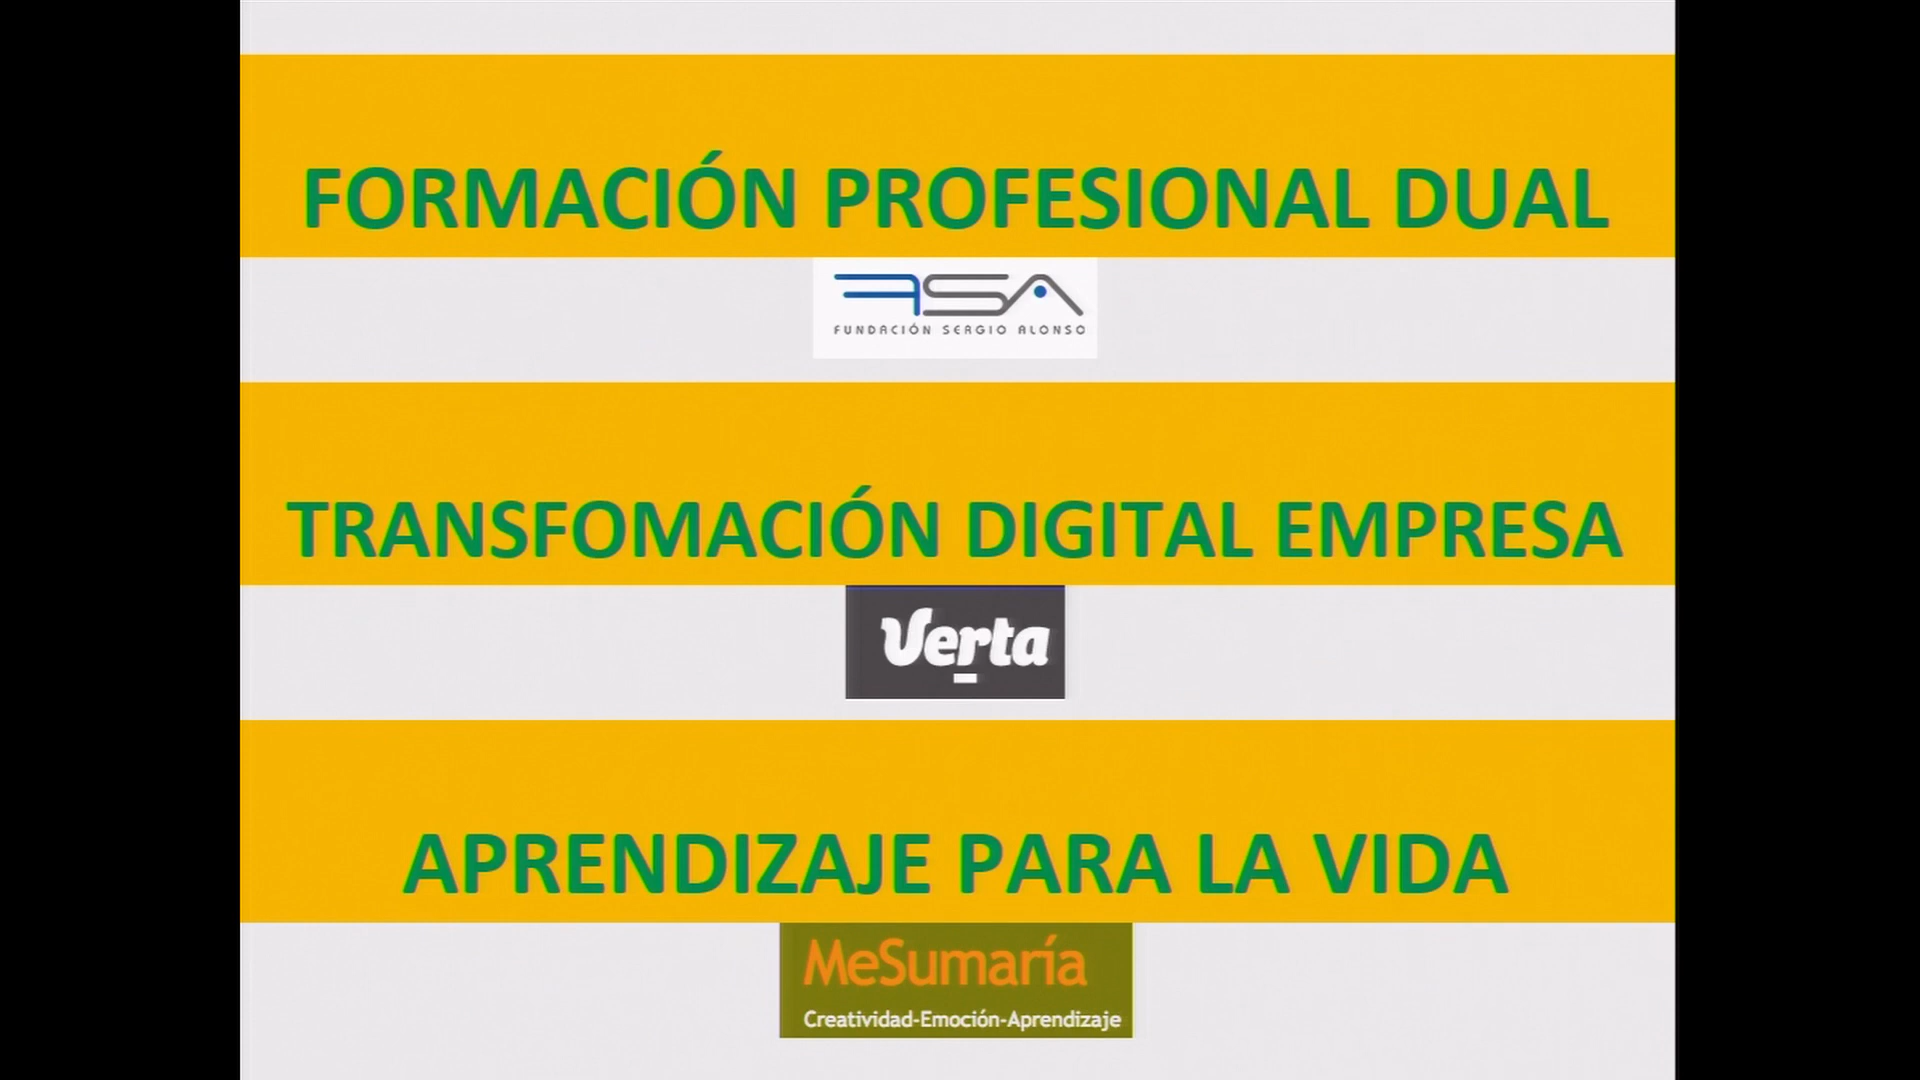 FORMACIÓN PROFESIONAL DUAL
FSA
FUNDACIÓN SERGIO ALONSO
TRANSFOMACIÓN DIGITAL EMPRESA
Verta
APRENDIZAJE PARA LA VIDA
MeSumaría
Creatividad-Emoción-Aprendizaje